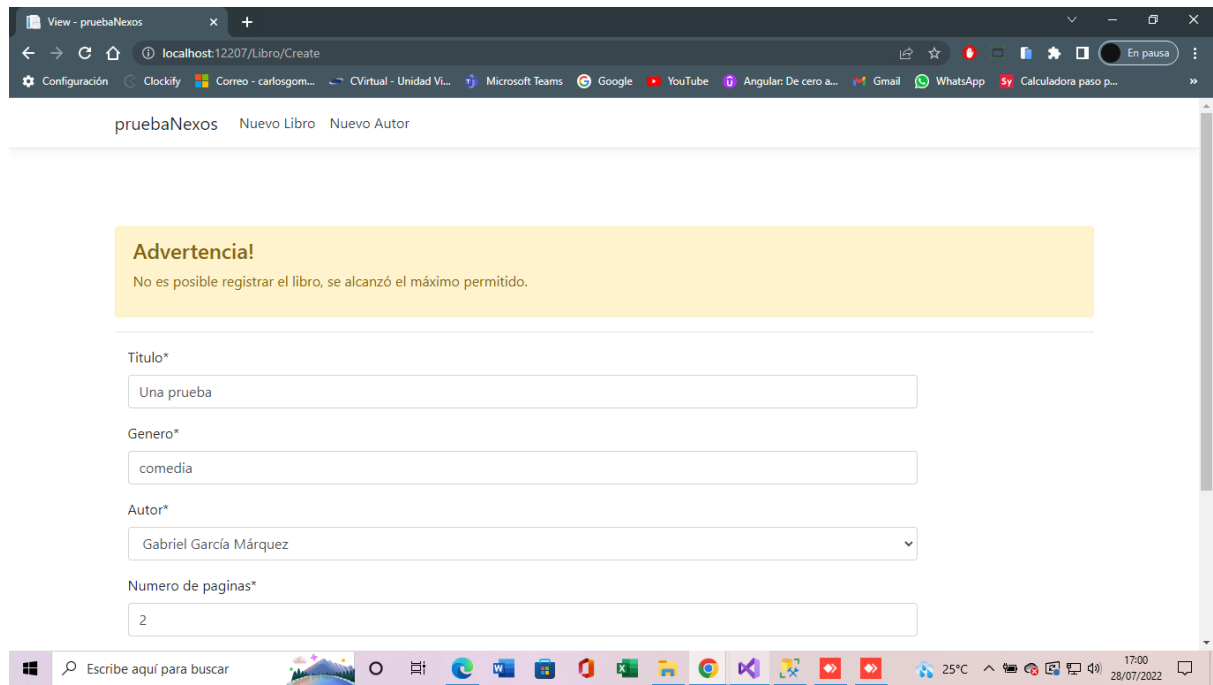 View - pruebaNexos
localhost:12207/Libro/Create
En pausa
Configuración Clockify Correo - carlosgom... CVirtual - Unidad Vi... Microsoft Teams Google YouTube Angular: De cero a... Gmail WhatsApp Sy Calculadora paso p... »
pruebaNexos Nuevo Libro Nuevo Autor
Advertencia!
No es posible registrar el libro, se alcanzó el máximo permitido.
Titulo*
Una prueba
Genero*
comedia
Autor*
Gabriel García Márquez
Numero de paginas*
2
Escribe aquí para buscar
25°C
17:00
28/07/2022